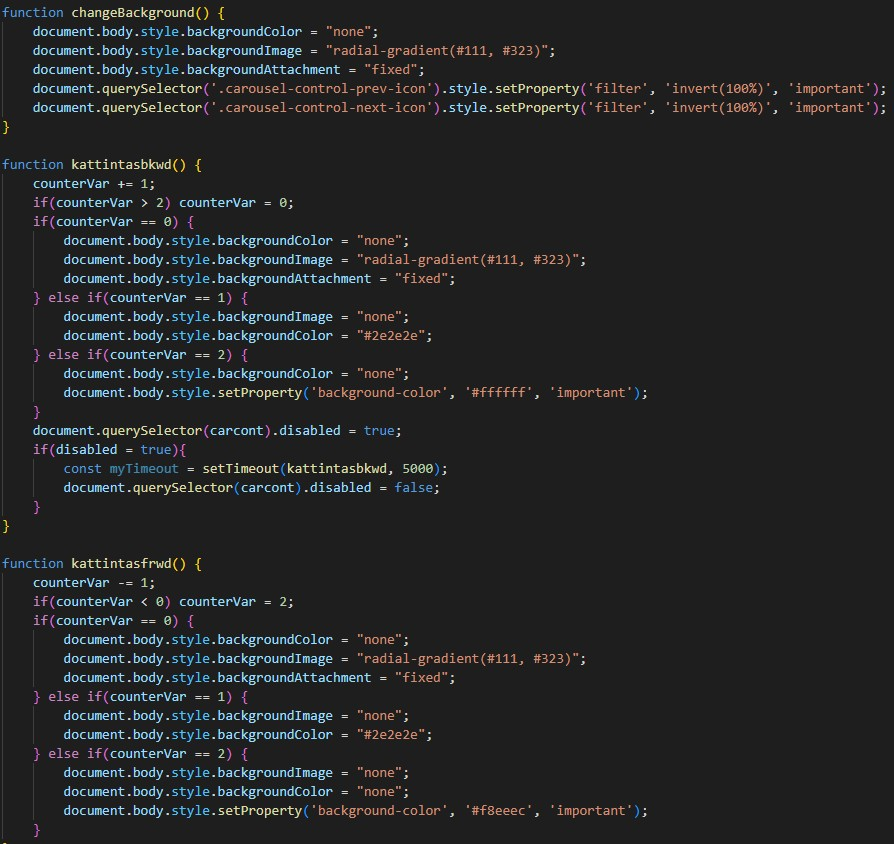 function changeBackground() {
    document.body.style.backgroundColor = "none";
    document.body.style.backgroundImage = "radial-gradient(#111, #323)";
    document.body.style.backgroundAttachment = "fixed";
    document.querySelector('.carousel-control-prev-icon').style.setProperty('filter', 'invert(100%)', 'important');
    document.querySelector('.carousel-control-next-icon').style.setProperty('filter', 'invert(100%)', 'important');
}

function kattintasbkwd() {
    counterVar += 1;
    if(counterVar > 2) counterVar = 0;
    if(counterVar == 0) {
        document.body.style.backgroundColor = "none";
        document.body.style.backgroundImage = "radial-gradient(#111, #323)";
        document.body.style.backgroundAttachment = "fixed";
    } else if(counterVar == 1) {
        document.body.style.backgroundImage = "none";
        document.body.style.backgroundColor = "#2e2e2e";
    } else if(counterVar == 2) {
        document.body.style.backgroundColor = "none";
        document.body.style.setProperty('background-color', '#ffffff', 'important');
    }
    document.querySelector(carcont).disabled = true;
    if(disabled = true){
        const myTimeout = setTimeout(kattintasbkwd, 5000);
        document.querySelector(carcont).disabled = false;
    }
}

function kattintasfrwd() {
    counterVar -= 1;
    if(counterVar < 0) counterVar = 2;
    if(counterVar == 0) {
        document.body.style.backgroundColor = "none";
        document.body.style.backgroundImage = "radial-gradient(#111, #323)";
        document.body.style.backgroundAttachment = "fixed";
    } else if(counterVar == 1) {
        document.body.style.backgroundImage = "none";
        document.body.style.backgroundColor = "#2e2e2e";
    } else if(counterVar == 2) {
        document.body.style.backgroundImage = "none";
        document.body.style.backgroundColor = "none";
        document.body.style.setProperty('background-color', '#f8eeec', 'important');
    }